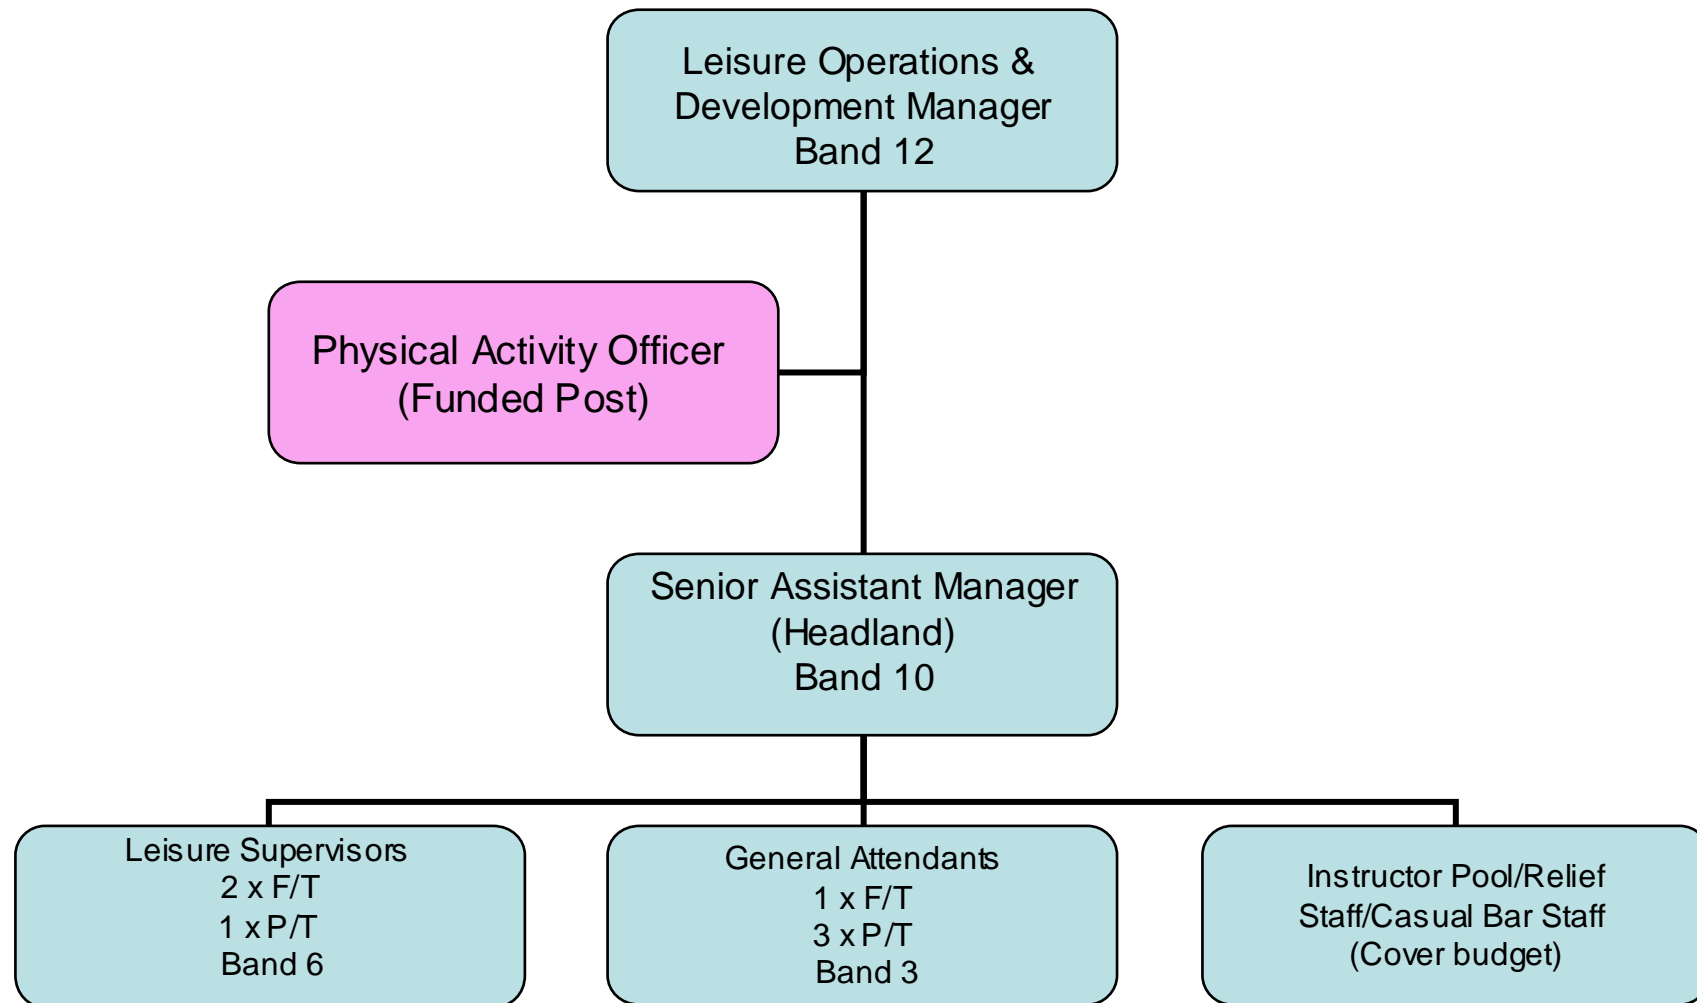 Leisure Operations &
Development Manager
Band 12
Physical Activity Officer
(Funded Post)
Senior Assistant Manager
(Headland)
Band 10
Leisure Supervisors
2 x F/T
1 x P/T
Band 6
General Attendants
1 x F/T
3 x P/T
Band 3
Instructor Pool/Relief
Staff/Casual Bar Staff
(Cover budget)